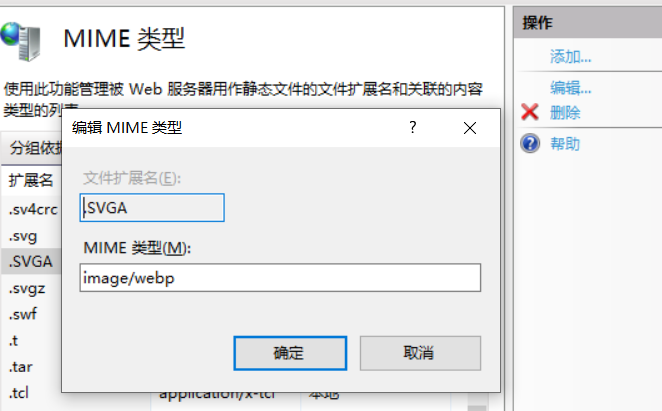 MIME 类型
使用此功能管理被 Web 服务器用作静态文件的文件扩展名和关联的内容
类型的列
分组依
扩展名
.sv4crc
.svg
.SVGA
.svgz
.swf
.t
.tar
.tcl
application/x-tcl
本地
编辑 MIME 类型
?
文件扩展名(E):
.SVGA
MIME 类型(M):
image/webp
确定
取消
操作
添加...
编辑...
删除
帮助